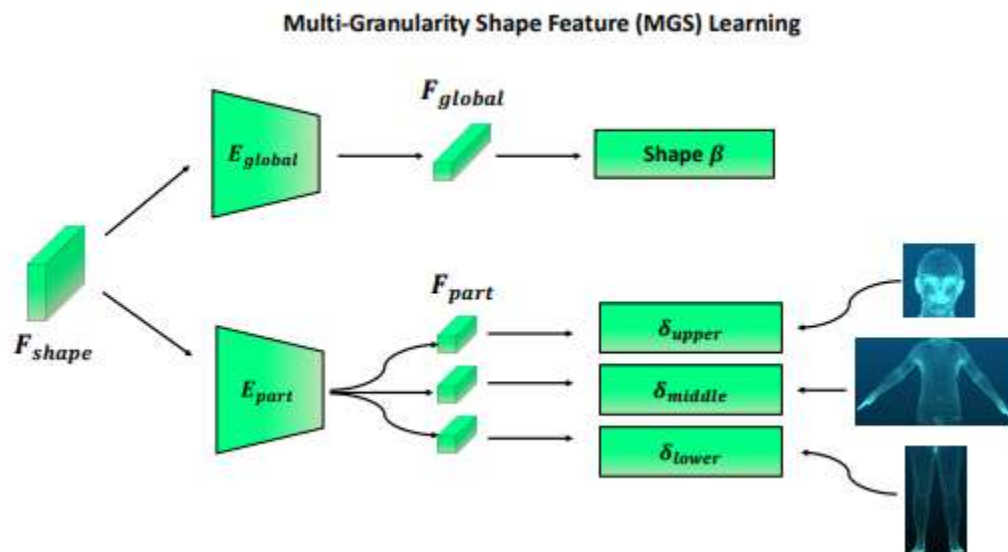 Multi-Granularity Shape Feature (MGS) Learning
F_global
E_global
Shape β
F_shape
F_part
E_part
δ_upper
δ_middle
δ_lower